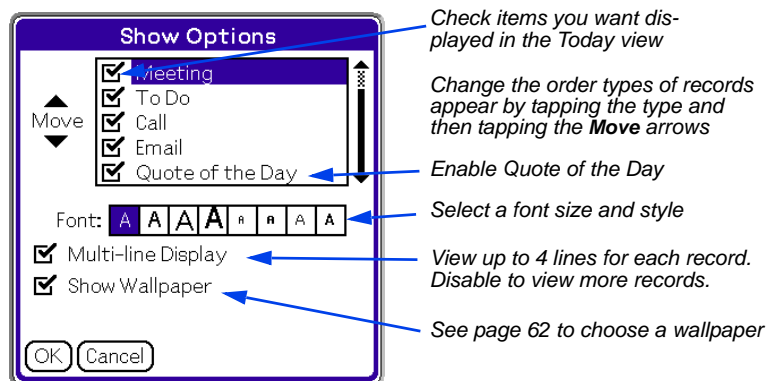 Show Options
Meeting
To Do
Call
Email
Quote of the Day
Move
Font: A A A A A A A A
Multi-line Display
Show Wallpaper
OK Cancel
Check items you want dis-
played in the Today view
Change the order types of records
appear by tapping the type and
then tapping the Move arrows
Enable Quote of the Day
Select a font size and style
View up to 4 lines for each record.
Disable to view more records.
See page 62 to choose a wallpaper